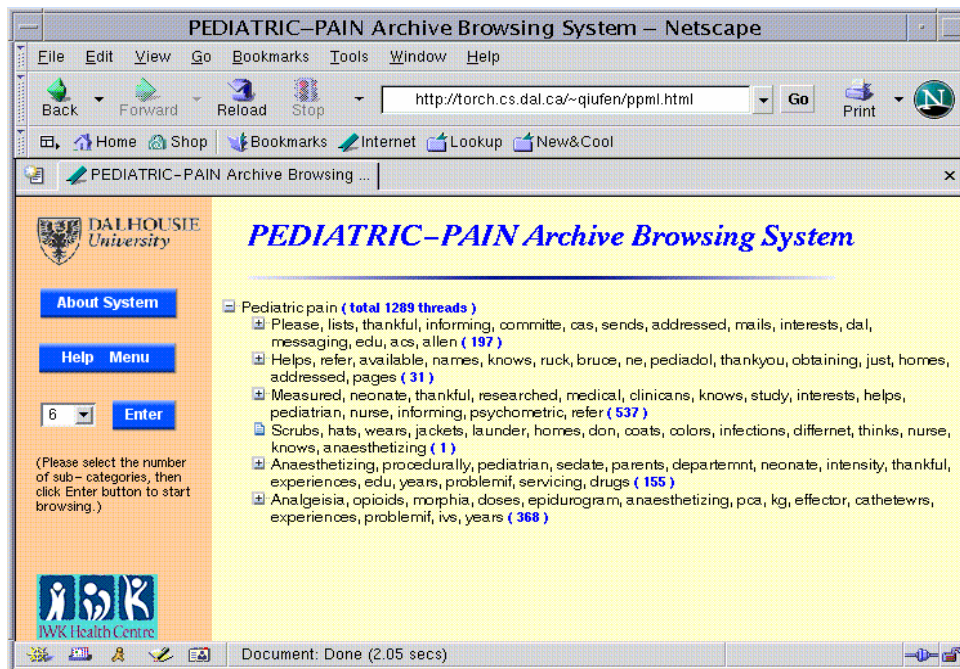 PEDIATRIC–PAIN Archive Browsing System – Netscape
File Edit View Go Bookmarks Tools Window Help
Back Forward Reload Stop http://torch.cs.dal.ca/~qiufen/ppml.html Go Print N
Home Shop Bookmarks Internet Lookup New&Cool
PEDIATRIC–PAIN Archive Browsing ...
DALHOUSIE
University
PEDIATRIC–PAIN Archive Browsing System
About System
Help Menu
6 Enter
(Please select the number
of sub– categories, then
click Enter button to start
browsing.)
IWK Health Centre
Pediatric pain ( total 1289 threads )
Please, lists, thankful, informing, committe, cas, sends, addressed, mails, interests, dal,
messaging, edu, acs, allen ( 197 )
Helps, refer, available, names, knows, ruck, bruce, ne, pediadol, thankyou, obtaining, just, homes,
addressed, pages ( 31 )
Measured, neonate, thankful, researched, medical, clinicans, knows, study, interests, helps,
pediatrian, nurse, informing, psychometric, refer ( 537 )
Scrubs, hats, wears, jackets, launder, homes, don, coats, colors, infections, differnet, thinks, nurse,
knows, anaesthetizing ( 1 )
Anaesthetizing, procedurally, pediatrian, sedate, parents, departemnt, neonate, intensity, thankful,
experiences, edu, years, problemif, servicing, drugs ( 155 )
Analgeisia, opioids, morphia, doses, epidurogram, anaesthetizing, pca, kg, effector, cathetewrs,
experiences, problemif, ivs, years ( 368 )
Document: Done (2.05 secs)